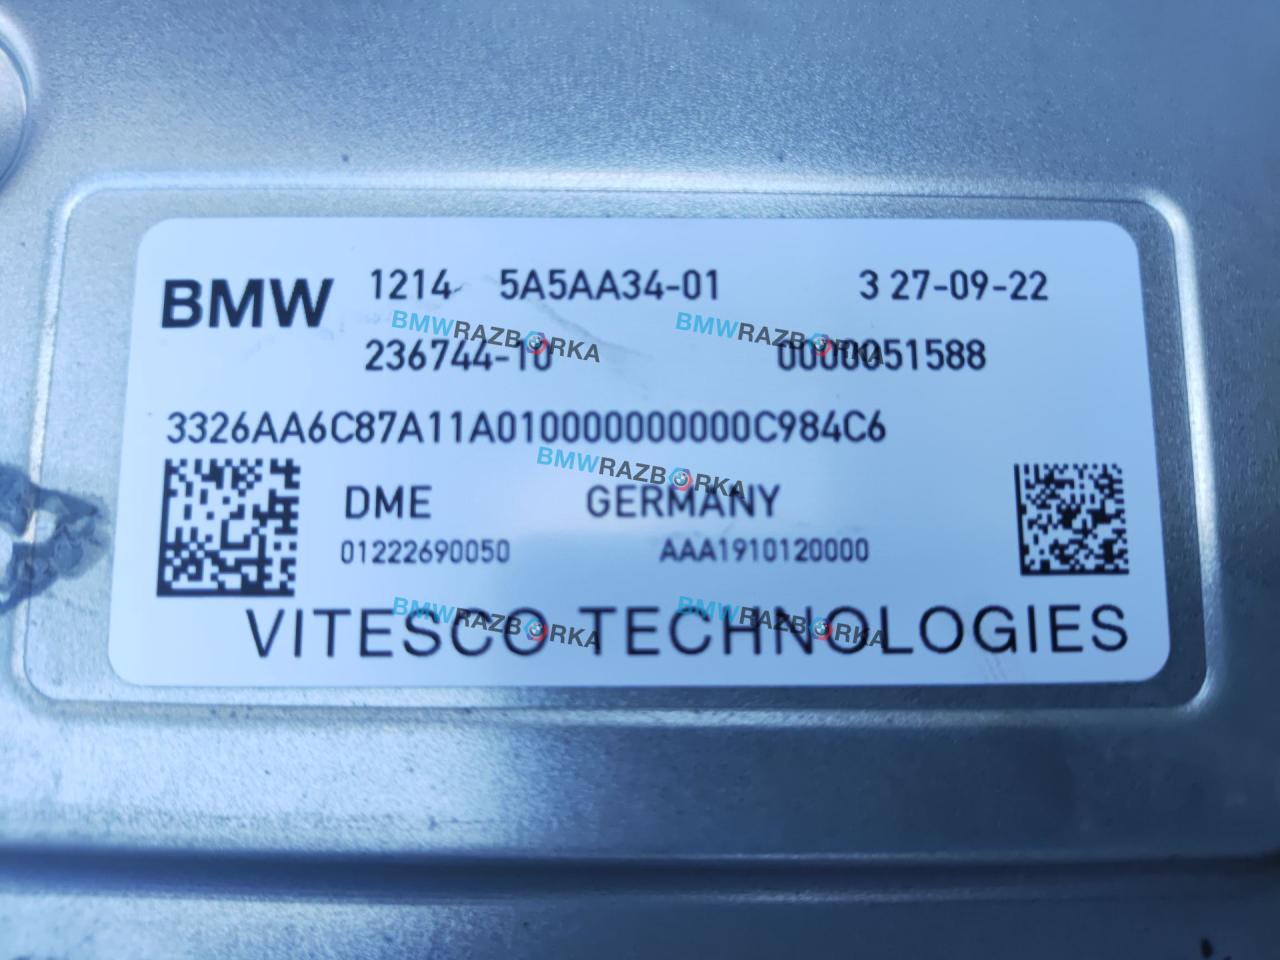 BMW 1214 5A5AA34-01 3 27-09-22
236744-10 0000051588
3326AA6C87A11A010000000000000C984C6
DME GERMANY
01222690050 AAA1910120000
VITESCO TECHNOLOGIES
BMWRAZBORKA BMWRAZBORKA
BMWRAZBORKA
BMWRAZBORKA BMWRAZBORKA